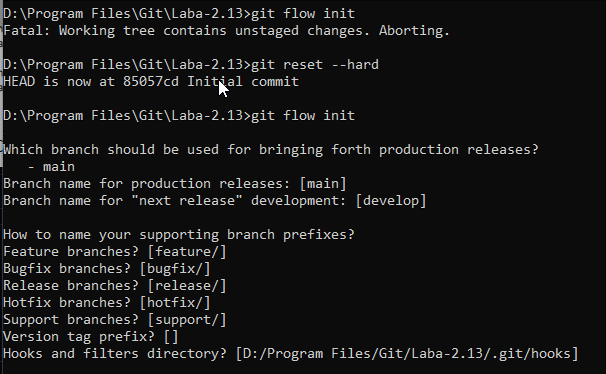 D:\Program Files\Git\Laba-2.13>git flow init
Fatal: Working tree contains unstaged changes. Aborting.
D:\Program Files\Git\Laba-2.13>git reset --hard
HEAD is now at 85057cd Initial commit
D:\Program Files\Git\Laba-2.13>git flow init
Which branch should be used for bringing forth production releases?
   - main
Branch name for production releases: [main]
Branch name for "next release" development: [develop]
How to name your supporting branch prefixes?
Feature branches? [feature/]
Bugfix branches? [bugfix/]
Release branches? [release/]
Hotfix branches? [hotfix/]
Support branches? [support/]
Version tag prefix? []
Hooks and filters directory? [D:/Program Files/Git/Laba-2.13/.git/hooks]